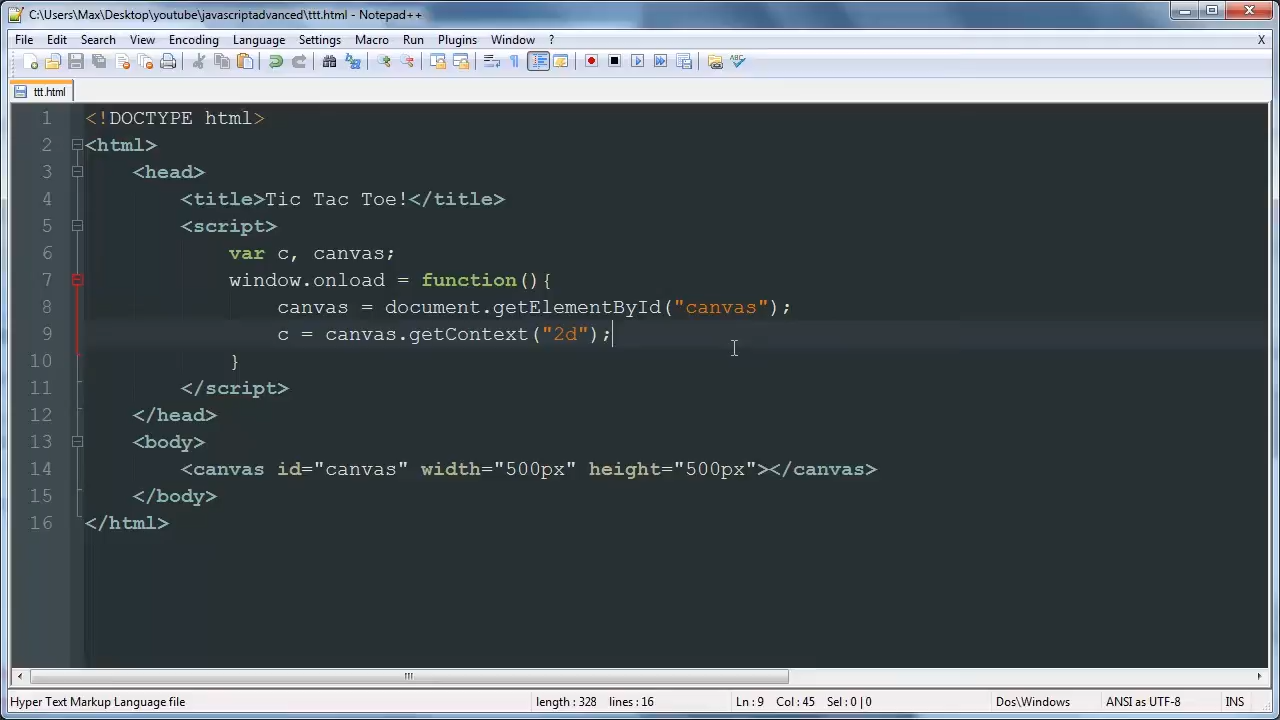 C:\Users\Max\Desktop\youtube\javascriptadvanced\ttt.html - Notepad++
File Edit Search View Encoding Language Settings Macro Run Plugins Window ? X
ttt.html
1 <!DOCTYPE html>
2 <html>
3 <head>
4 <title>Tic Tac Toe!</title>
5 <script>
6 var c, canvas;
7 window.onload = function(){
8 canvas = document.getElementById("canvas");
9 c = canvas.getContext("2d");
10 }
11 </script>
12 </head>
13 <body>
14 <canvas id="canvas" width="500px" height="500px"></canvas>
15 </body>
16 </html>
Hyper Text Markup Language file length : 328 lines : 16 Ln : 9 Col : 45 Sel : 0 | 0 Dos\Windows ANSI as UTF-8 INS